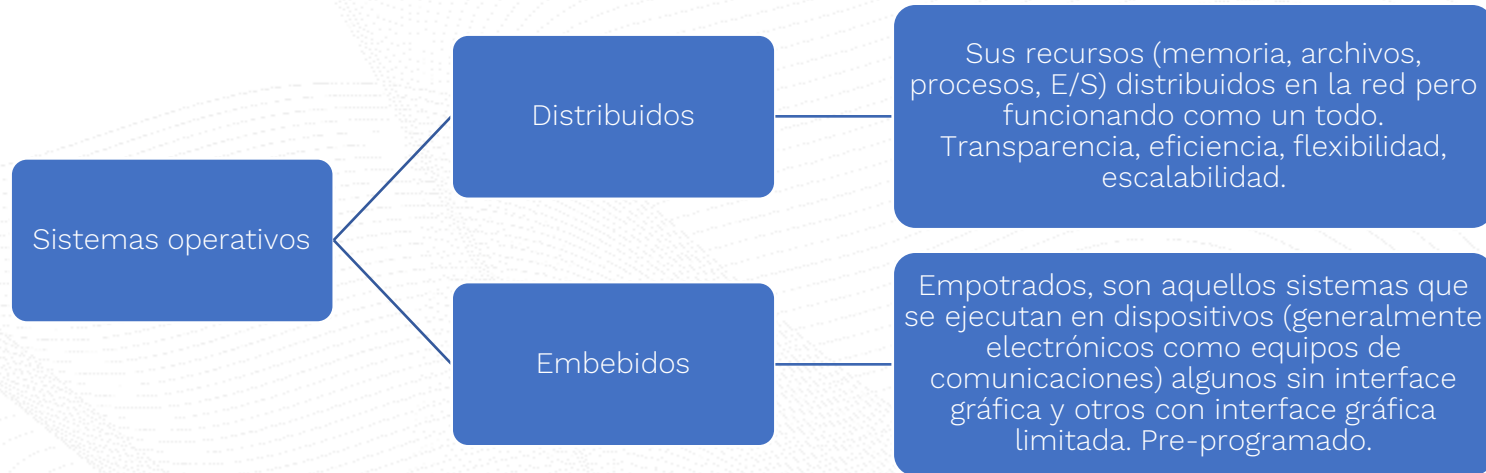 Sistemas operativos
Distribuidos
Sus recursos (memoria, archivos,
procesos, E/S) distribuidos en la red pero
funcionando como un todo.
Transparencia, eficiencia, flexibilidad,
escalabilidad.
Embebidos
Empotrados, son aquellos sistemas que
se ejecutan en dispositivos (generalmente
electrónicos como equipos de
comunicaciones) algunos sin interface
gráfica y otros con interface gráfica
limitada. Pre-programado.